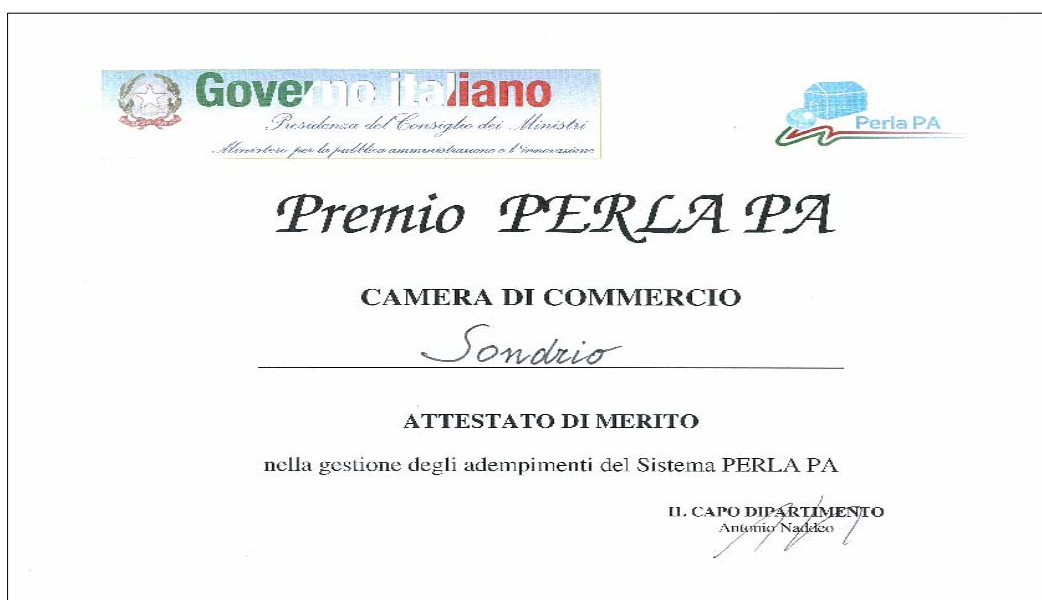 Governo italiano
Presidenza del Consiglio dei Ministri
Ministero per la pubblica amministrazione e l'innovazione
Perla PA
Premio PERLA PA
CAMERA DI COMMERCIO
Sondrio
ATTESTATO DI MERITO
nella gestione degli adempimenti del Sistema PERLA PA
IL CAPO DIPARTIMENTO
Antonio Naddeo